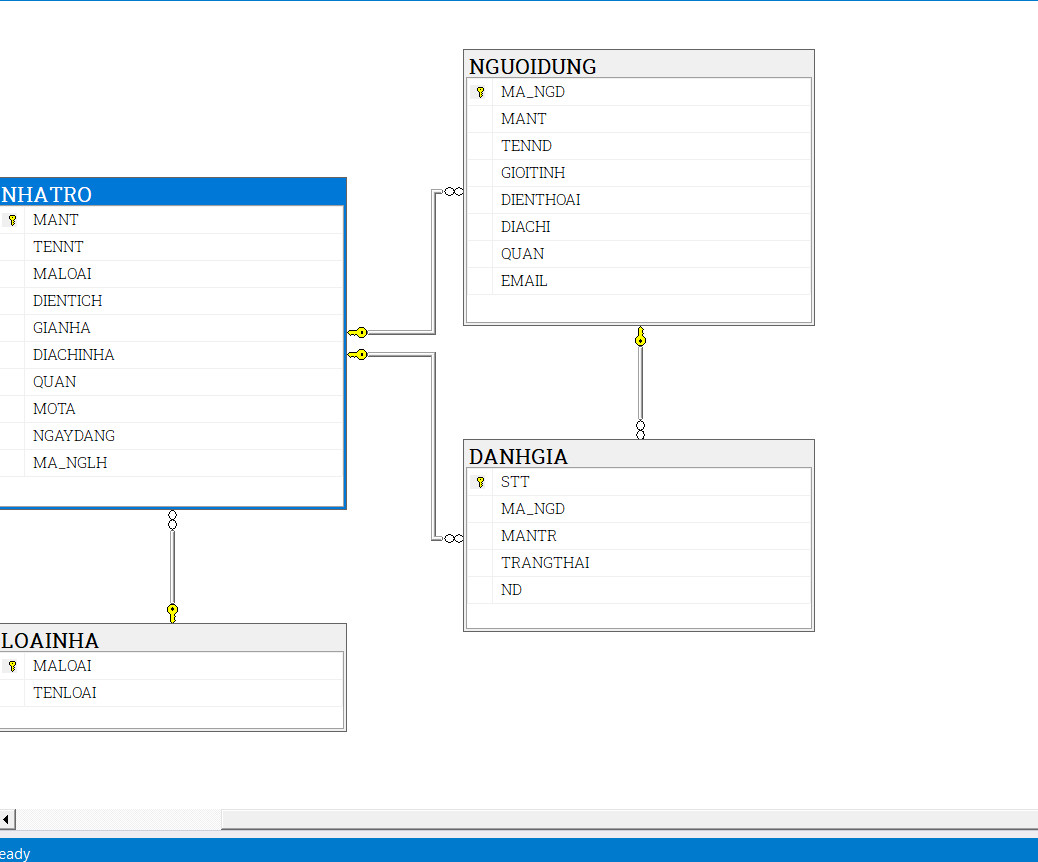 NGUOIDUNG
MA_NGD
MANT
TENND
GIOITINH
DIENTHOAI
DIACHI
QUAN
EMAIL
NHATRO
MANT
TENNT
MALOAI
DIENTICH
GIANHA
DIACHINHA
QUAN
MOTA
NGAYDANG
MA_NGLH
DANHGIA
STT
MA_NGD
MANTR
TRANGTHAI
ND
LOAINHA
MALOAI
TENLOAI
eady